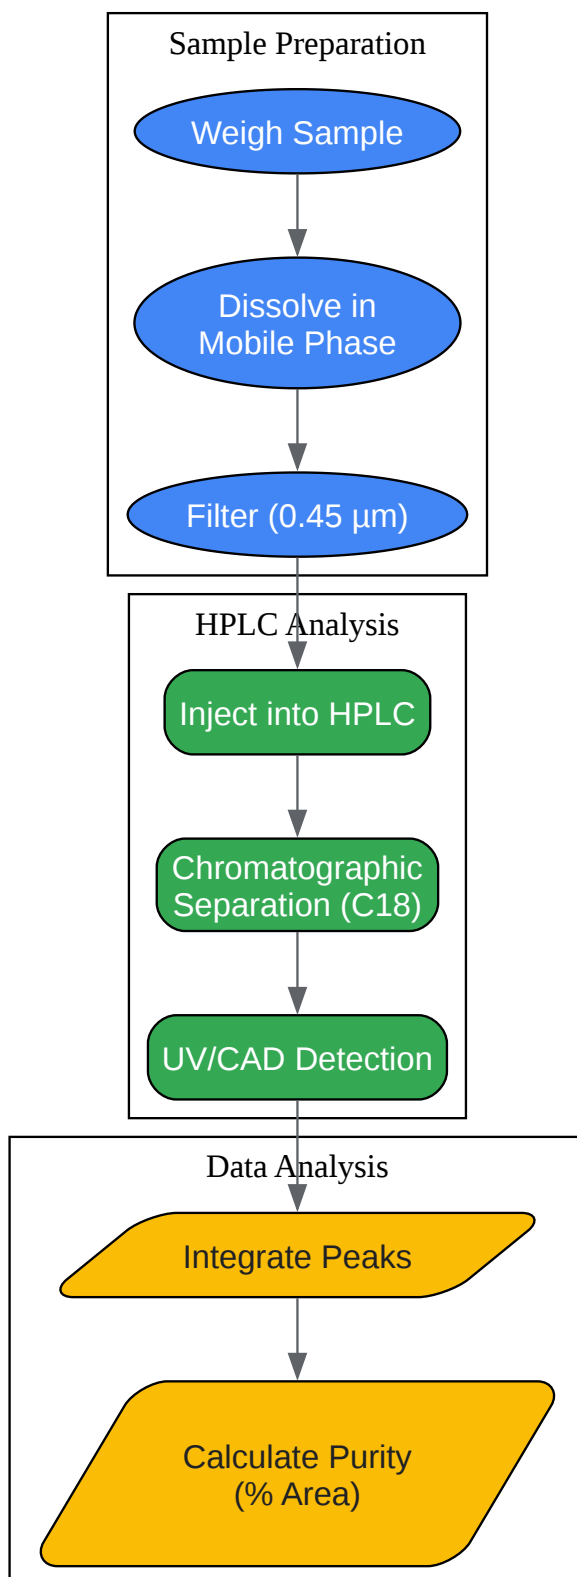 Sample Preparation
Weigh Sample
Dissolve in
Mobile Phase
Filter (0.45 µm)
HPLC Analysis
Inject into HPLC
Chromatographic
Separation (C18)
UV/CAD Detection
Data Analysis
Integrate Peaks
Calculate Purity
(% Area)